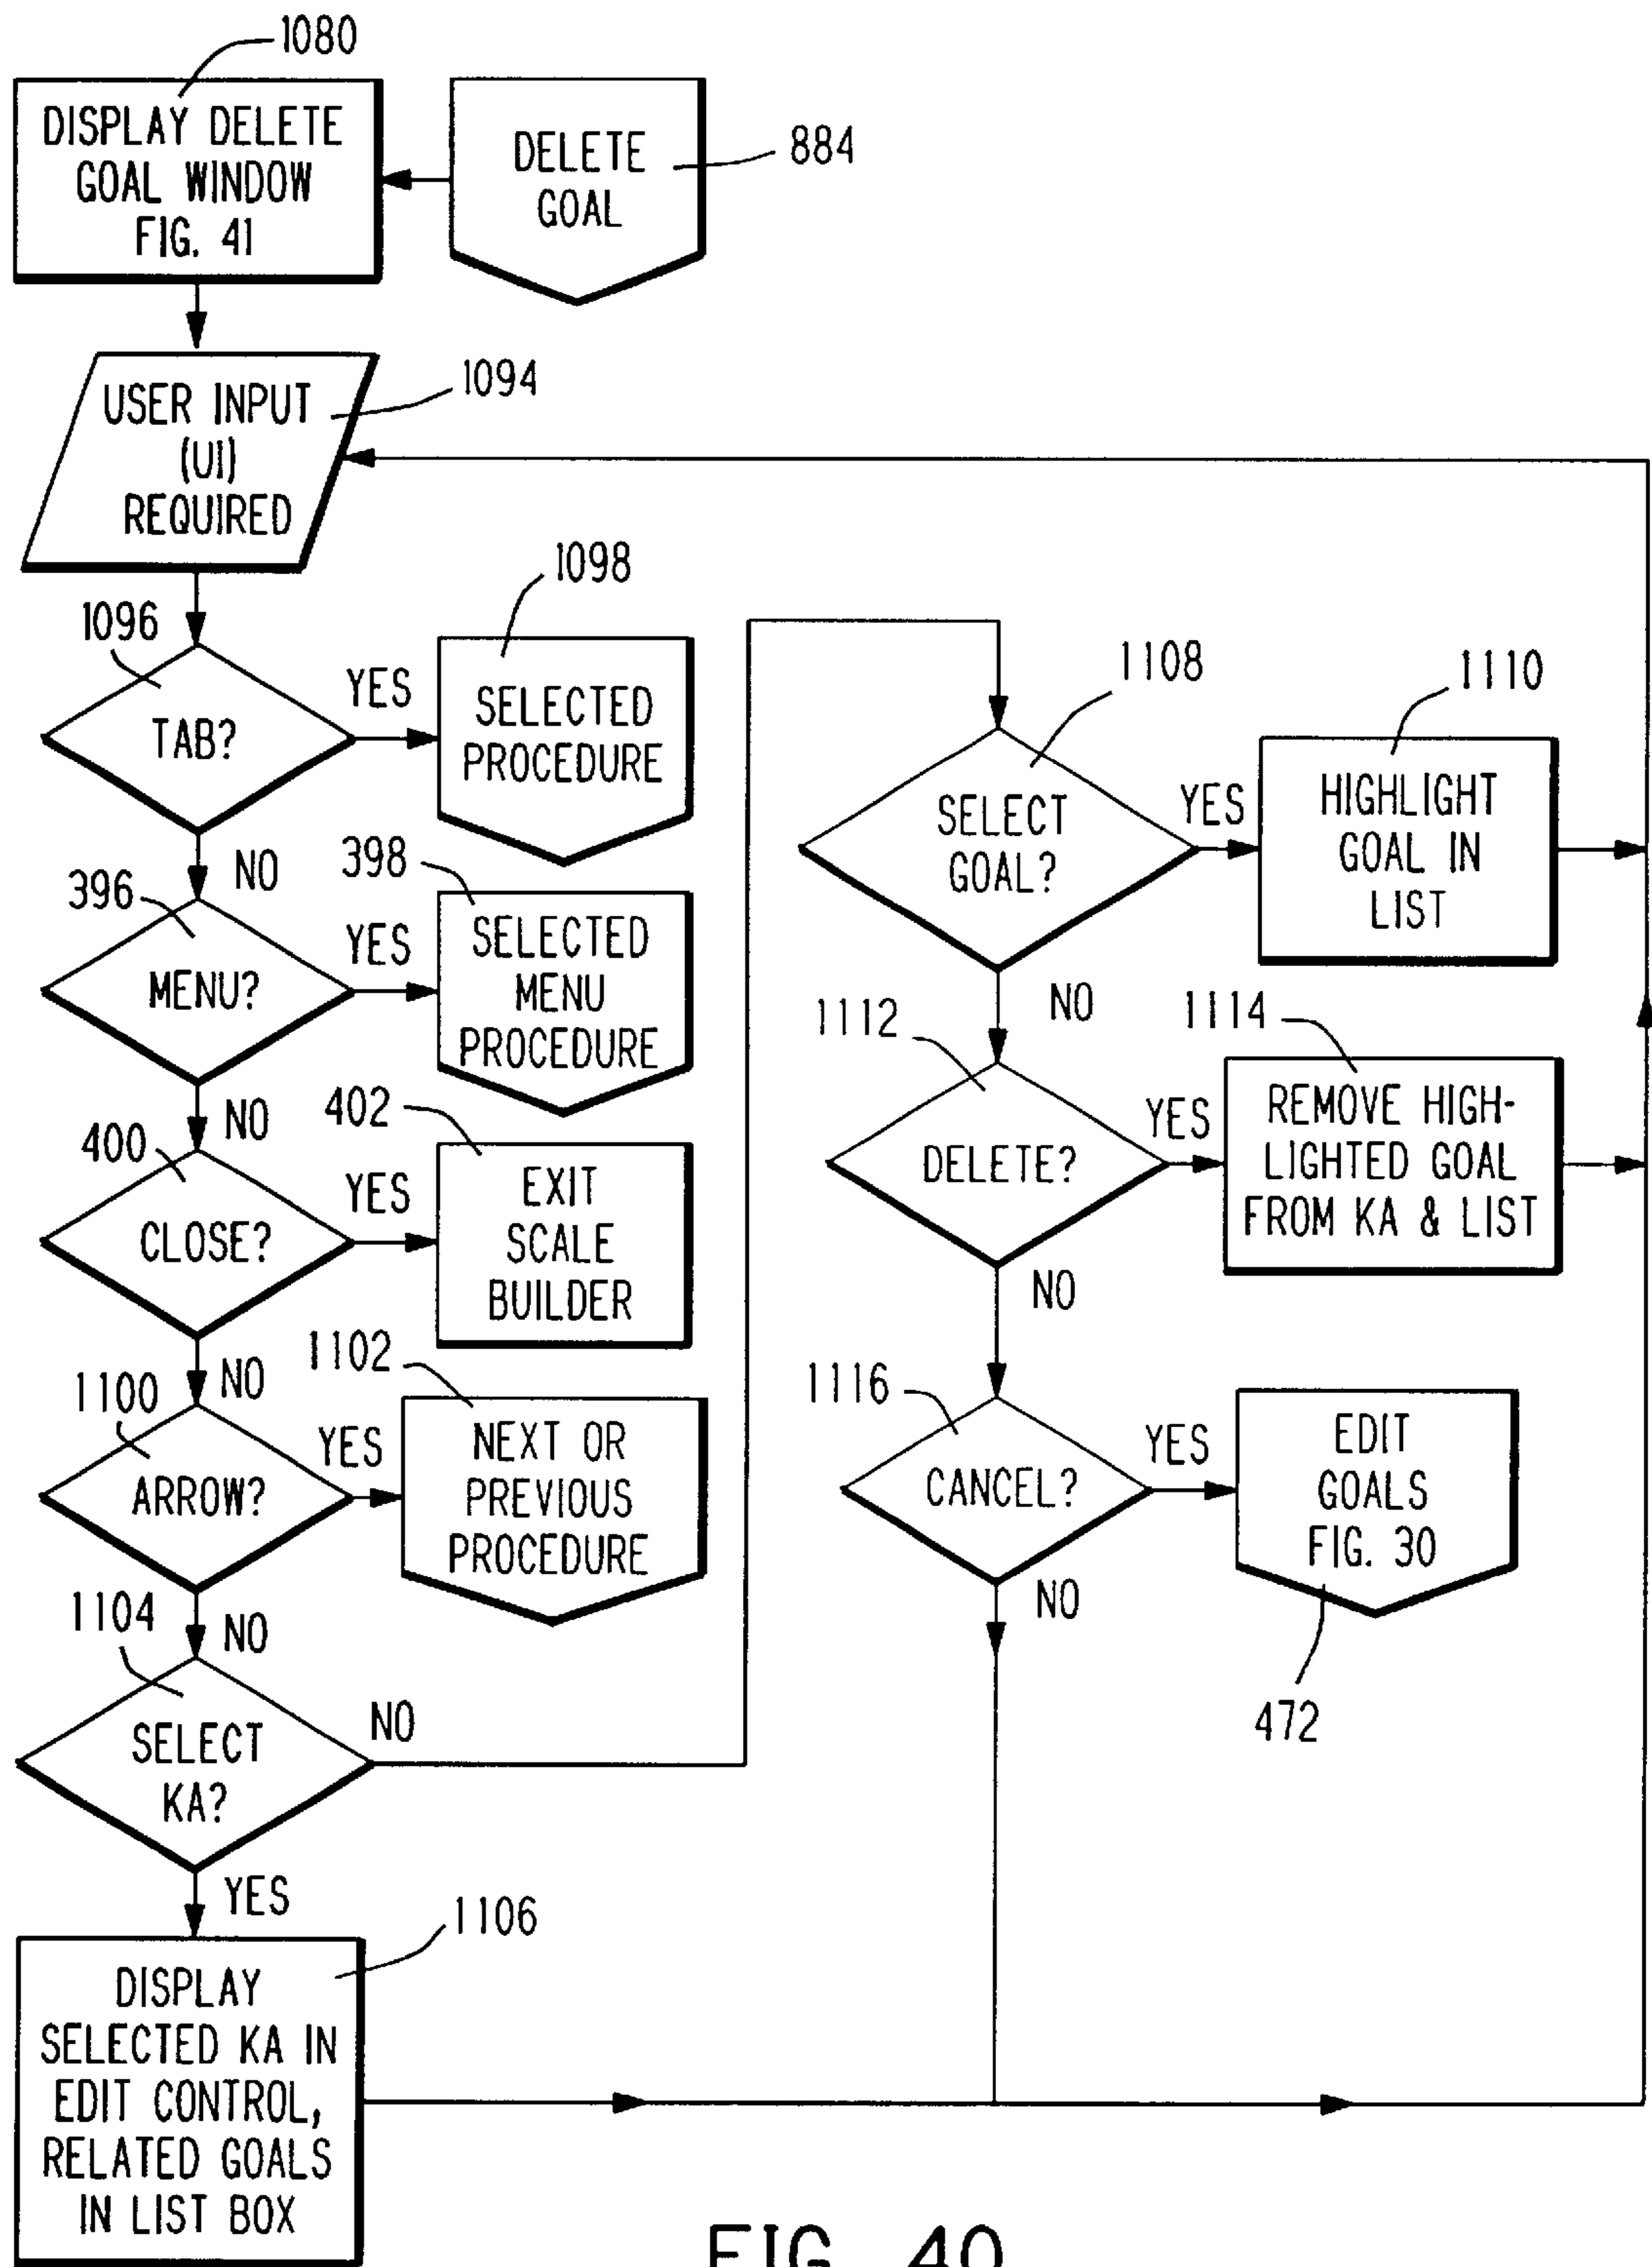 1080
DISPLAY DELETE
GOAL WINDOW
FIG. 41
DELETE
GOAL
884
USER INPUT
(UI)
REQUIRED
1094
1096
TAB?
YES
1098
SELECTED
PROCEDURE
NO
396
MENU?
YES
398
SELECTED
MENU
PROCEDURE
NO
400
CLOSE?
YES
402
EXIT
SCALE
BUILDER
NO
1100
ARROW?
YES
1102
NEXT OR
PREVIOUS
PROCEDURE
NO
1104
SELECT
KA?
NO
YES
1106
DISPLAY
SELECTED KA IN
EDIT CONTROL,
RELATED GOALS
IN LIST BOX
1108
SELECT
GOAL?
YES
1110
HIGHLIGHT
GOAL IN
LIST
NO
1112
DELETE?
YES
1114
REMOVE HIGH-
LIGHTED GOAL
FROM KA & LIST
NO
1116
CANCEL?
YES
EDIT
GOALS
FIG. 30
472
NO
FIG. 40